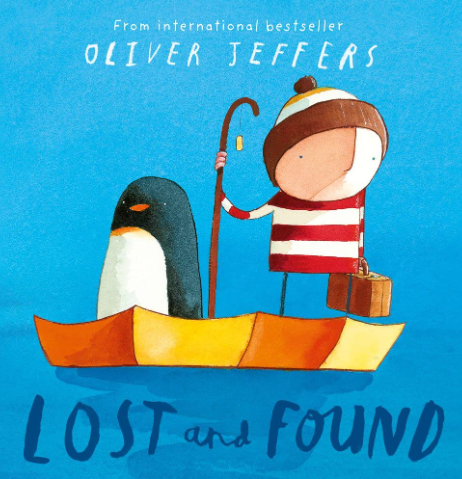 From international bestseller
OLIVER JEFFERS
LOST and FOUND